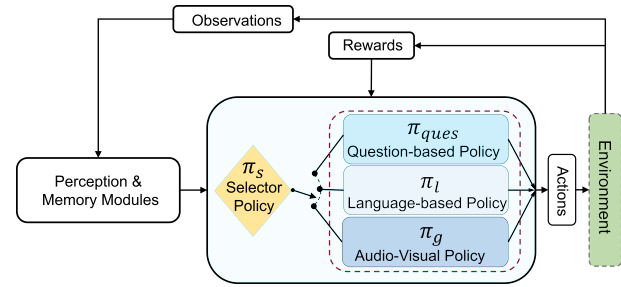 Observations
Rewards
π_ques
Question-based Policy
π_s
Selector
Policy
π_l
Language-based Policy
π_g
Audio-Visual Policy
Perception &
Memory Modules
Actions
Environment